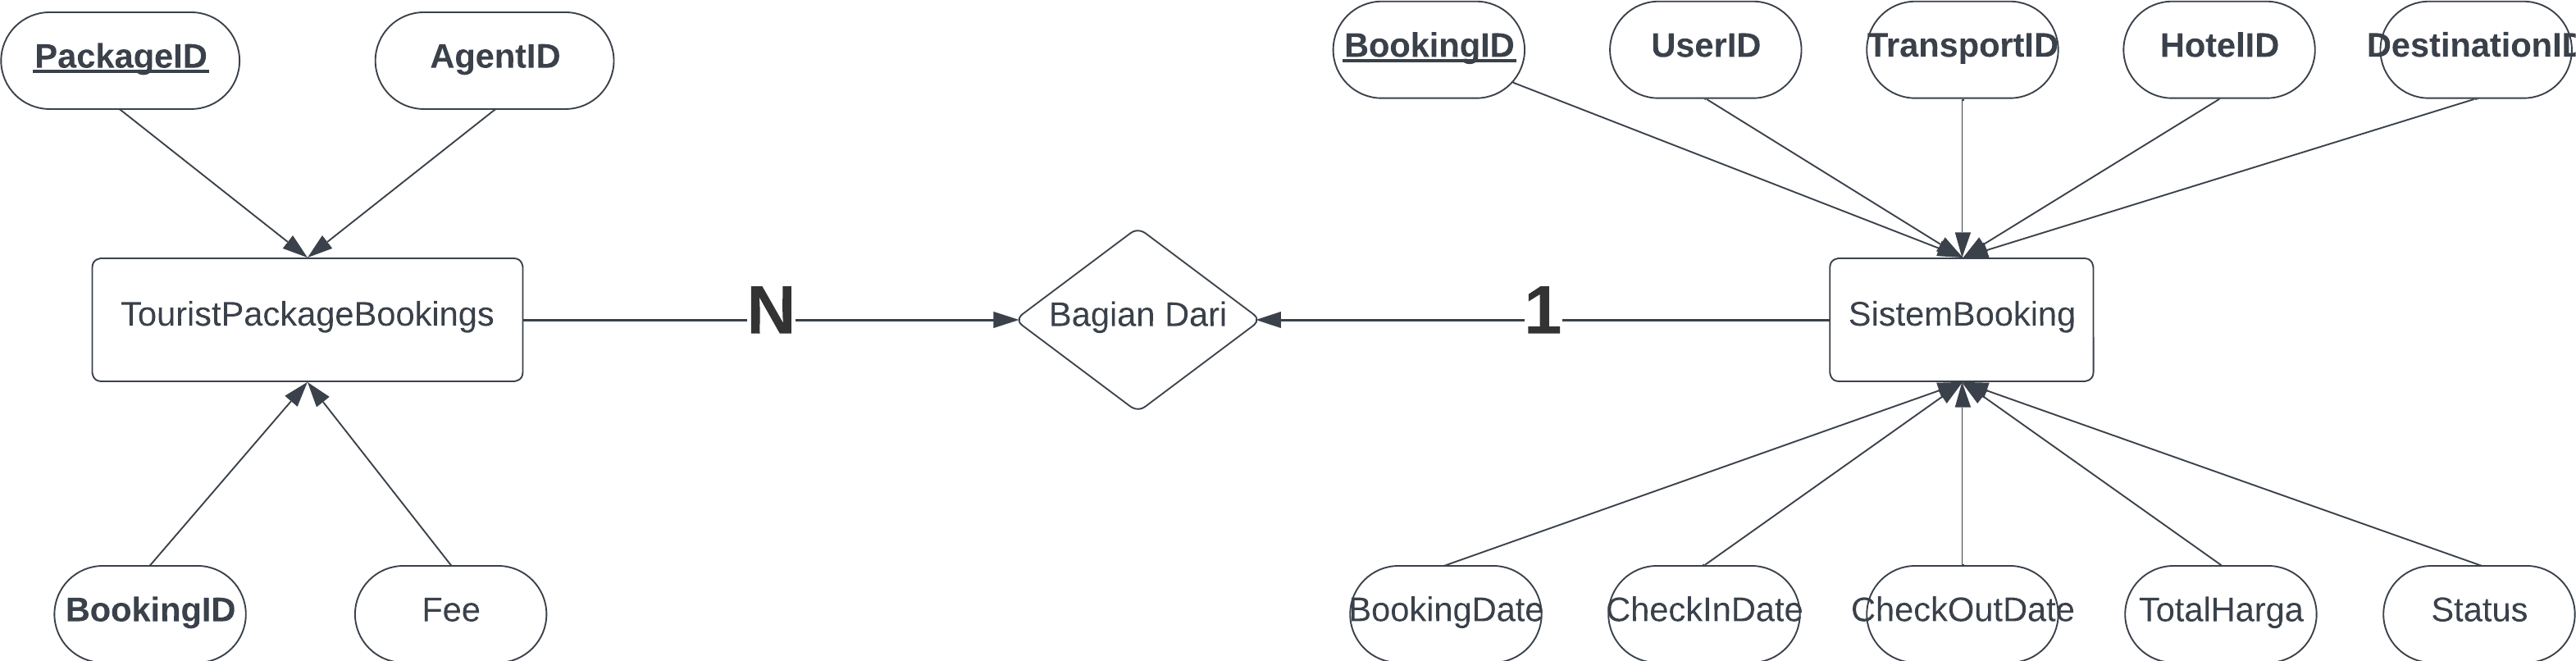 PackageID
AgentID
BookingID
UserID
TransportID
HotelID
DestinationID
TouristPackageBookings
N
Bagian Dari
1
SistemBooking
BookingID
Fee
BookingDate
CheckInDate
CheckOutDate
TotalHarga
Status